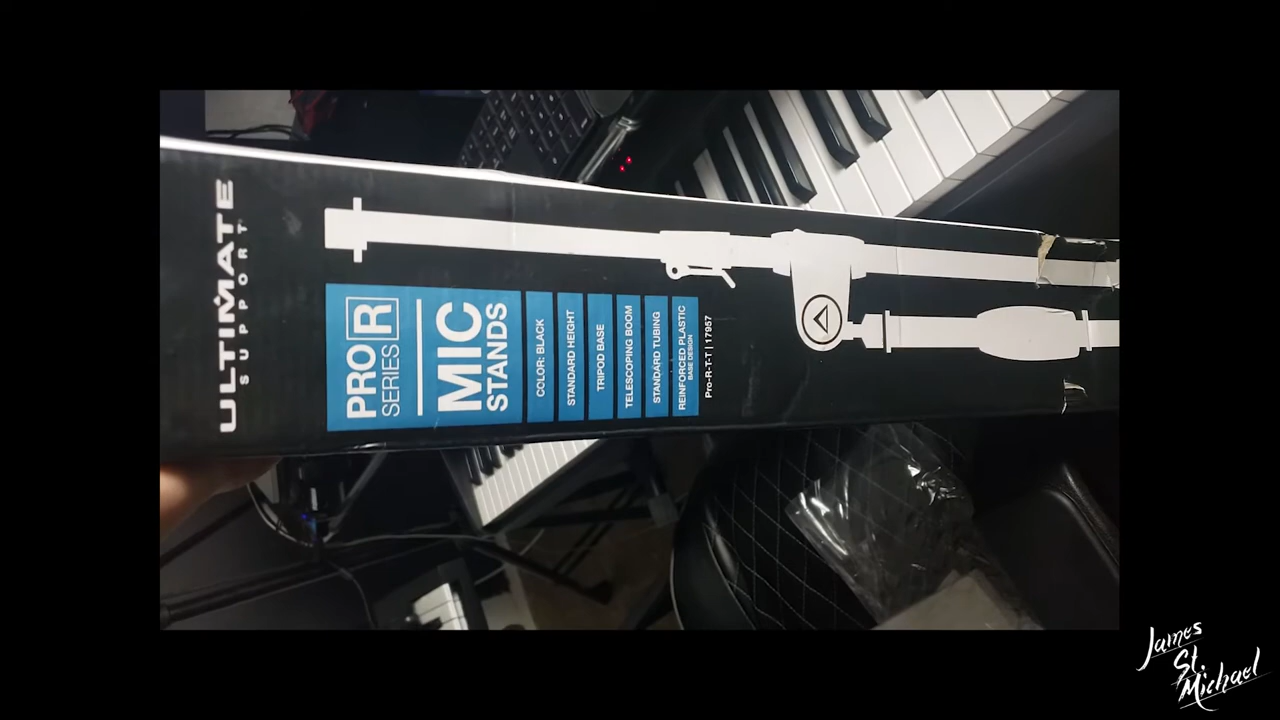 ULTIMATE
SUPPORT
PRO R
SERIES
MIC
STANDS
COLOR: BLACK
STANDARD HEIGHT
TRIPOD BASE
TELESCOPING BOOM
STANDARD TUBING
REINFORCED PLASTIC
BASE DESIGN
Pro-R-T-T | 17957
James
St.
Michael